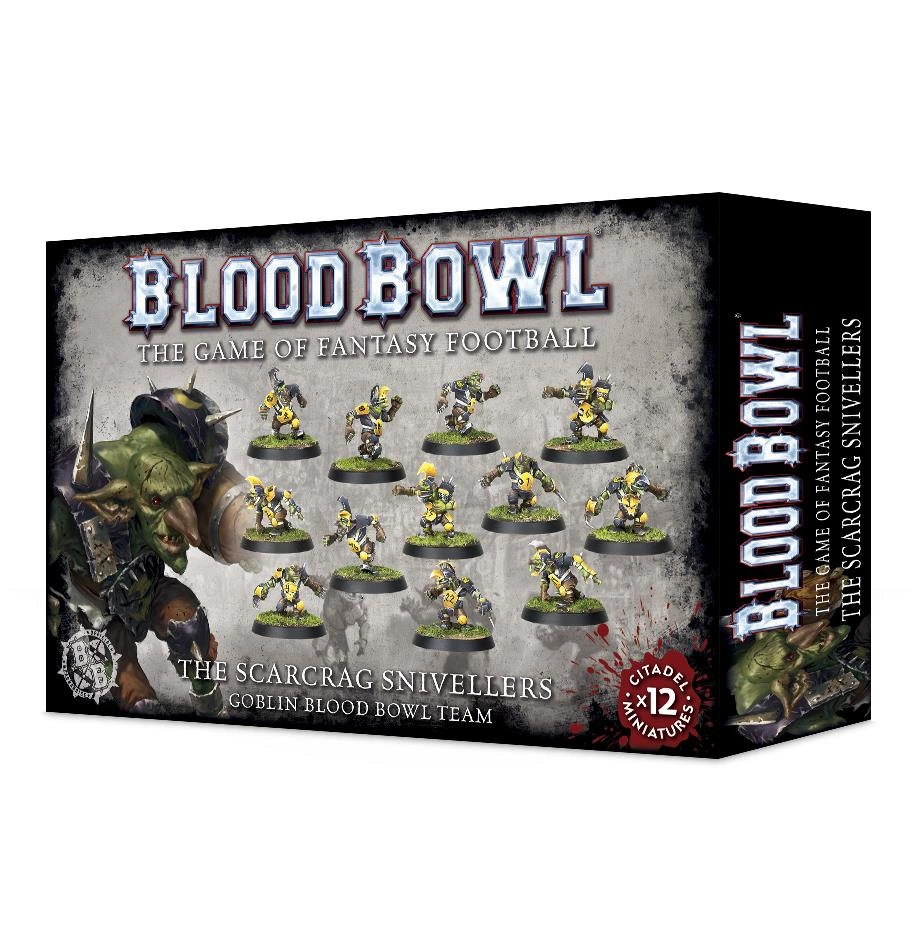 BLOOD BOWL
THE GAME OF FANTASY FOOTBALL
THE SCARCRAG SNIVELLERS
GOBLIN BLOOD BOWL TEAM
CITADEL
×12
MINIATURES
BLOOD BOWL
THE GAME OF FANTASY FOOTBALL
THE SCARCRAG SNIVELLERS